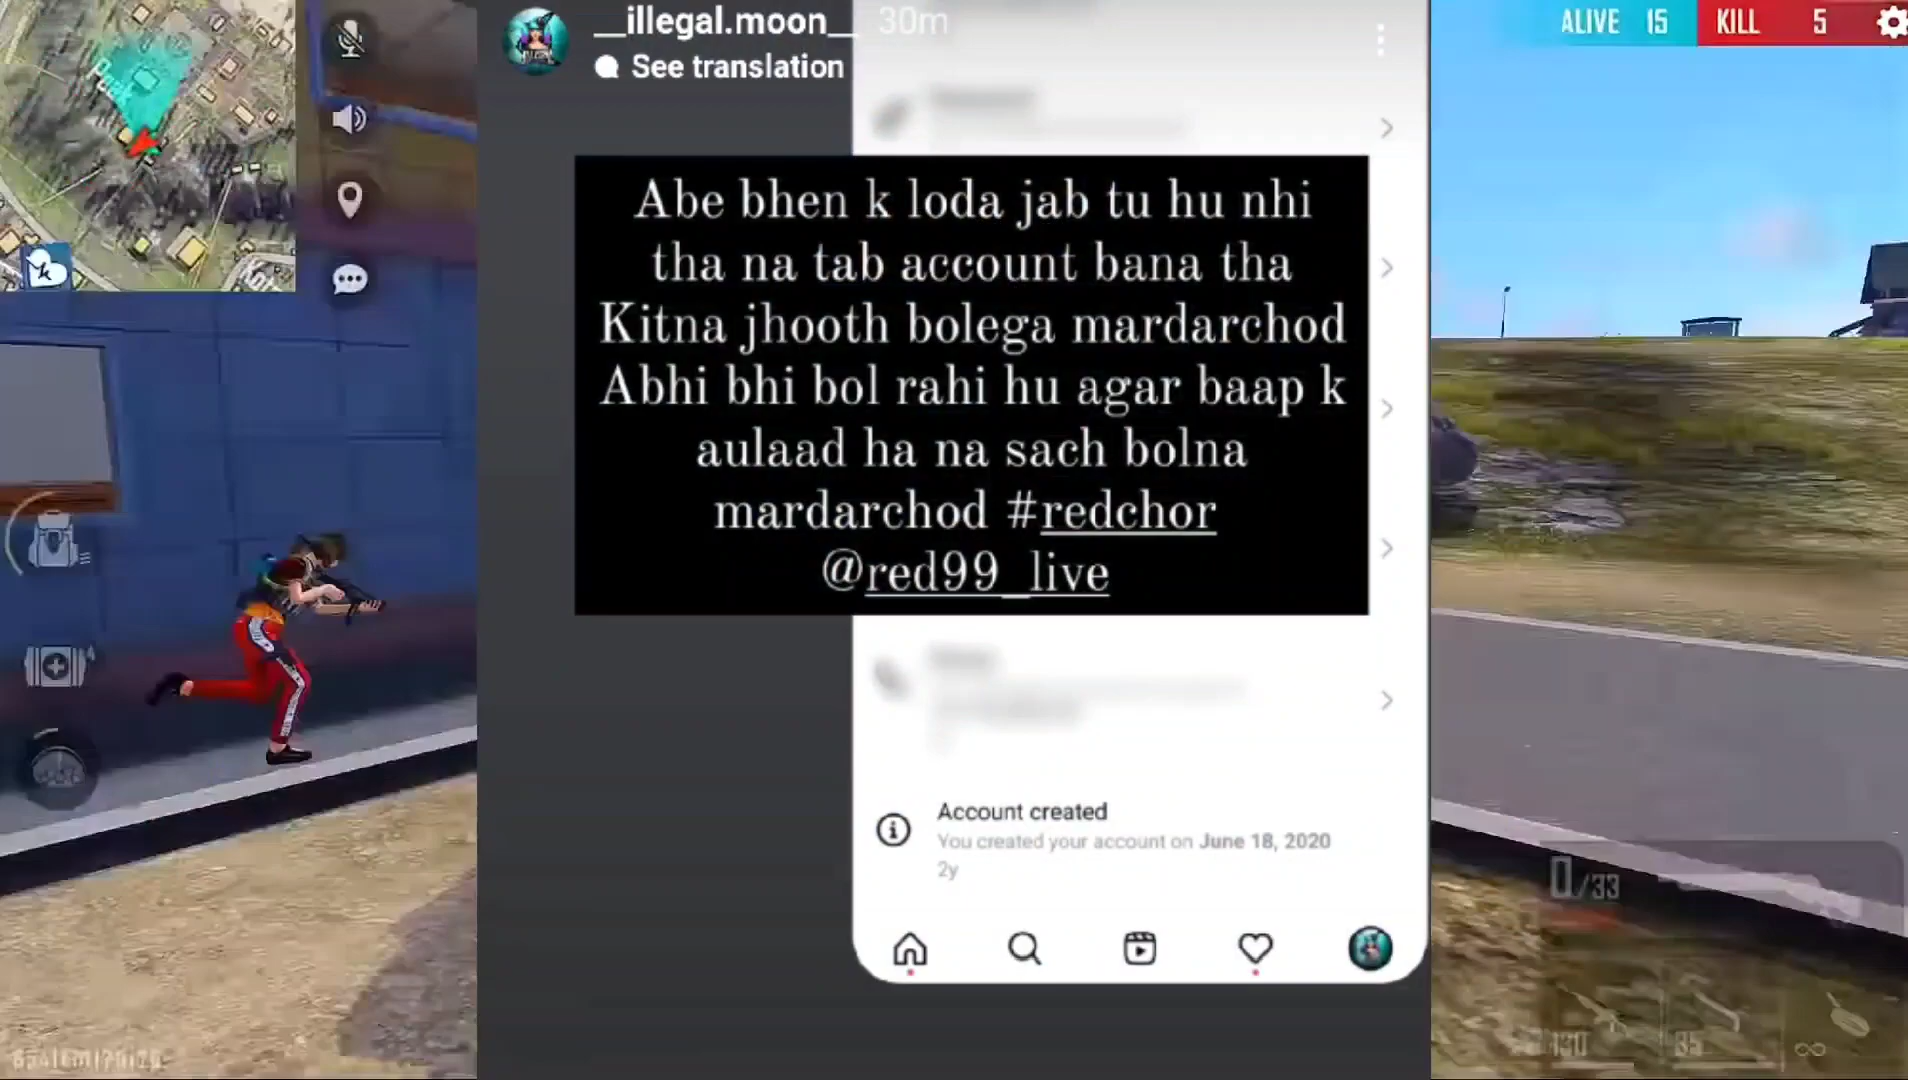 __illegal.moon__ 30m
See translation
ALIVE 15 KILL 5
Peak
Abe bhen k loda jab tu hu nhi
tha na tab account bana tha
Kitna jhooth bolega mardarchod
Abhi bhi bol rahi hu agar baap k
aulaad ha na sach bolna
mardarchod #redchor
@red99_live
4
Account created
You created your account on June 18, 2020
2y
0/33